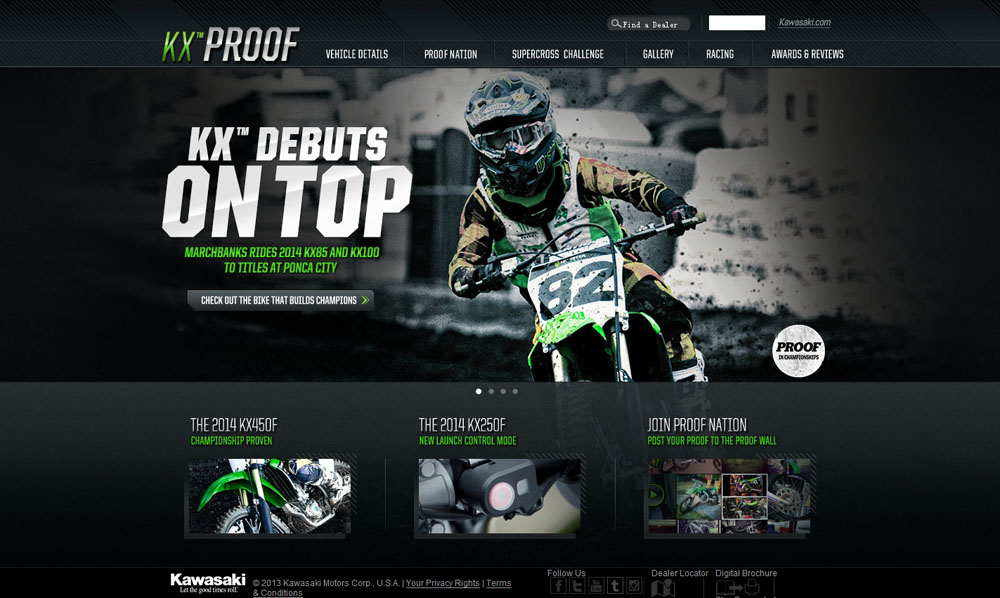 Find a Dealer
Kawasaki.com
KX™ PROOF
VEHICLE DETAILS
PROOF NATION
SUPERCROSS CHALLENGE
GALLERY
RACING
AWARDS & REVIEWS
KX™ DEBUTS
ON TOP
MARCHBANKS RIDES 2014 KX85 AND KX100
TO TITLES AT PONCA CITY
CHECK OUT THE BIKE THAT BUILDS CHAMPIONS
82
PROOF
IN CHAMPIONSHIPS
THE 2014 KX450F
CHAMPIONSHIP PROVEN
THE 2014 KX250F
NEW LAUNCH CONTROL MODE
JOIN PROOF NATION
POST YOUR PROOF TO THE PROOF WALL
Kawasaki
Let the good times roll.
© 2013 Kawasaki Motors Corp., U.S.A. | Your Privacy Rights | Terms
& Conditions
Follow Us
Dealer Locator
Digital Brochure